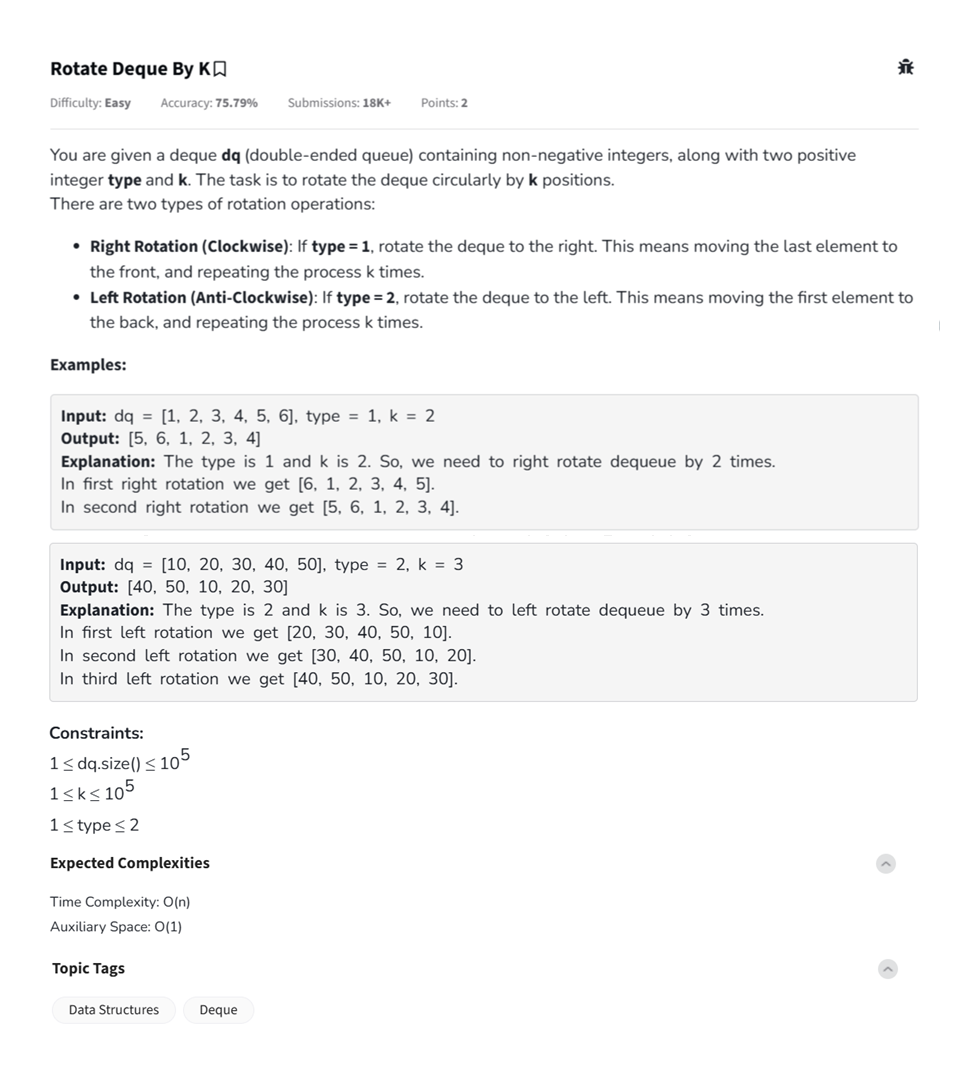 Rotate Deque By K
Difficulty: Easy Accuracy: 75.79% Submissions: 18K+ Points: 2
You are given a deque dq (double-ended queue) containing non-negative integers, along with two positive
integer type and k. The task is to rotate the deque circularly by k positions.
There are two types of rotation operations:
• Right Rotation (Clockwise): If type = 1, rotate the deque to the right. This means moving the last element to
the front, and repeating the process k times.
• Left Rotation (Anti-Clockwise): If type = 2, rotate the deque to the left. This means moving the first element to
the back, and repeating the process k times.
Examples:
Input: dq = [1, 2, 3, 4, 5, 6], type = 1, k = 2
Output: [5, 6, 1, 2, 3, 4]
Explanation: The type is 1 and k is 2. So, we need to right rotate dequeue by 2 times.
In first right rotation we get [6, 1, 2, 3, 4, 5].
In second right rotation we get [5, 6, 1, 2, 3, 4].
Input: dq = [10, 20, 30, 40, 50], type = 2, k = 3
Output: [40, 50, 10, 20, 30]
Explanation: The type is 2 and k is 3. So, we need to left rotate dequeue by 3 times.
In first left rotation we get [20, 30, 40, 50, 10].
In second left rotation we get [30, 40, 50, 10, 20].
In third left rotation we get [40, 50, 10, 20, 30].
Constraints:
1 ≤ dq.size() ≤ 10⁵
1 ≤ k ≤ 10⁵
1 ≤ type ≤ 2
Expected Complexities
Time Complexity: O(n)
Auxiliary Space: O(1)
Topic Tags
Data Structures Deque